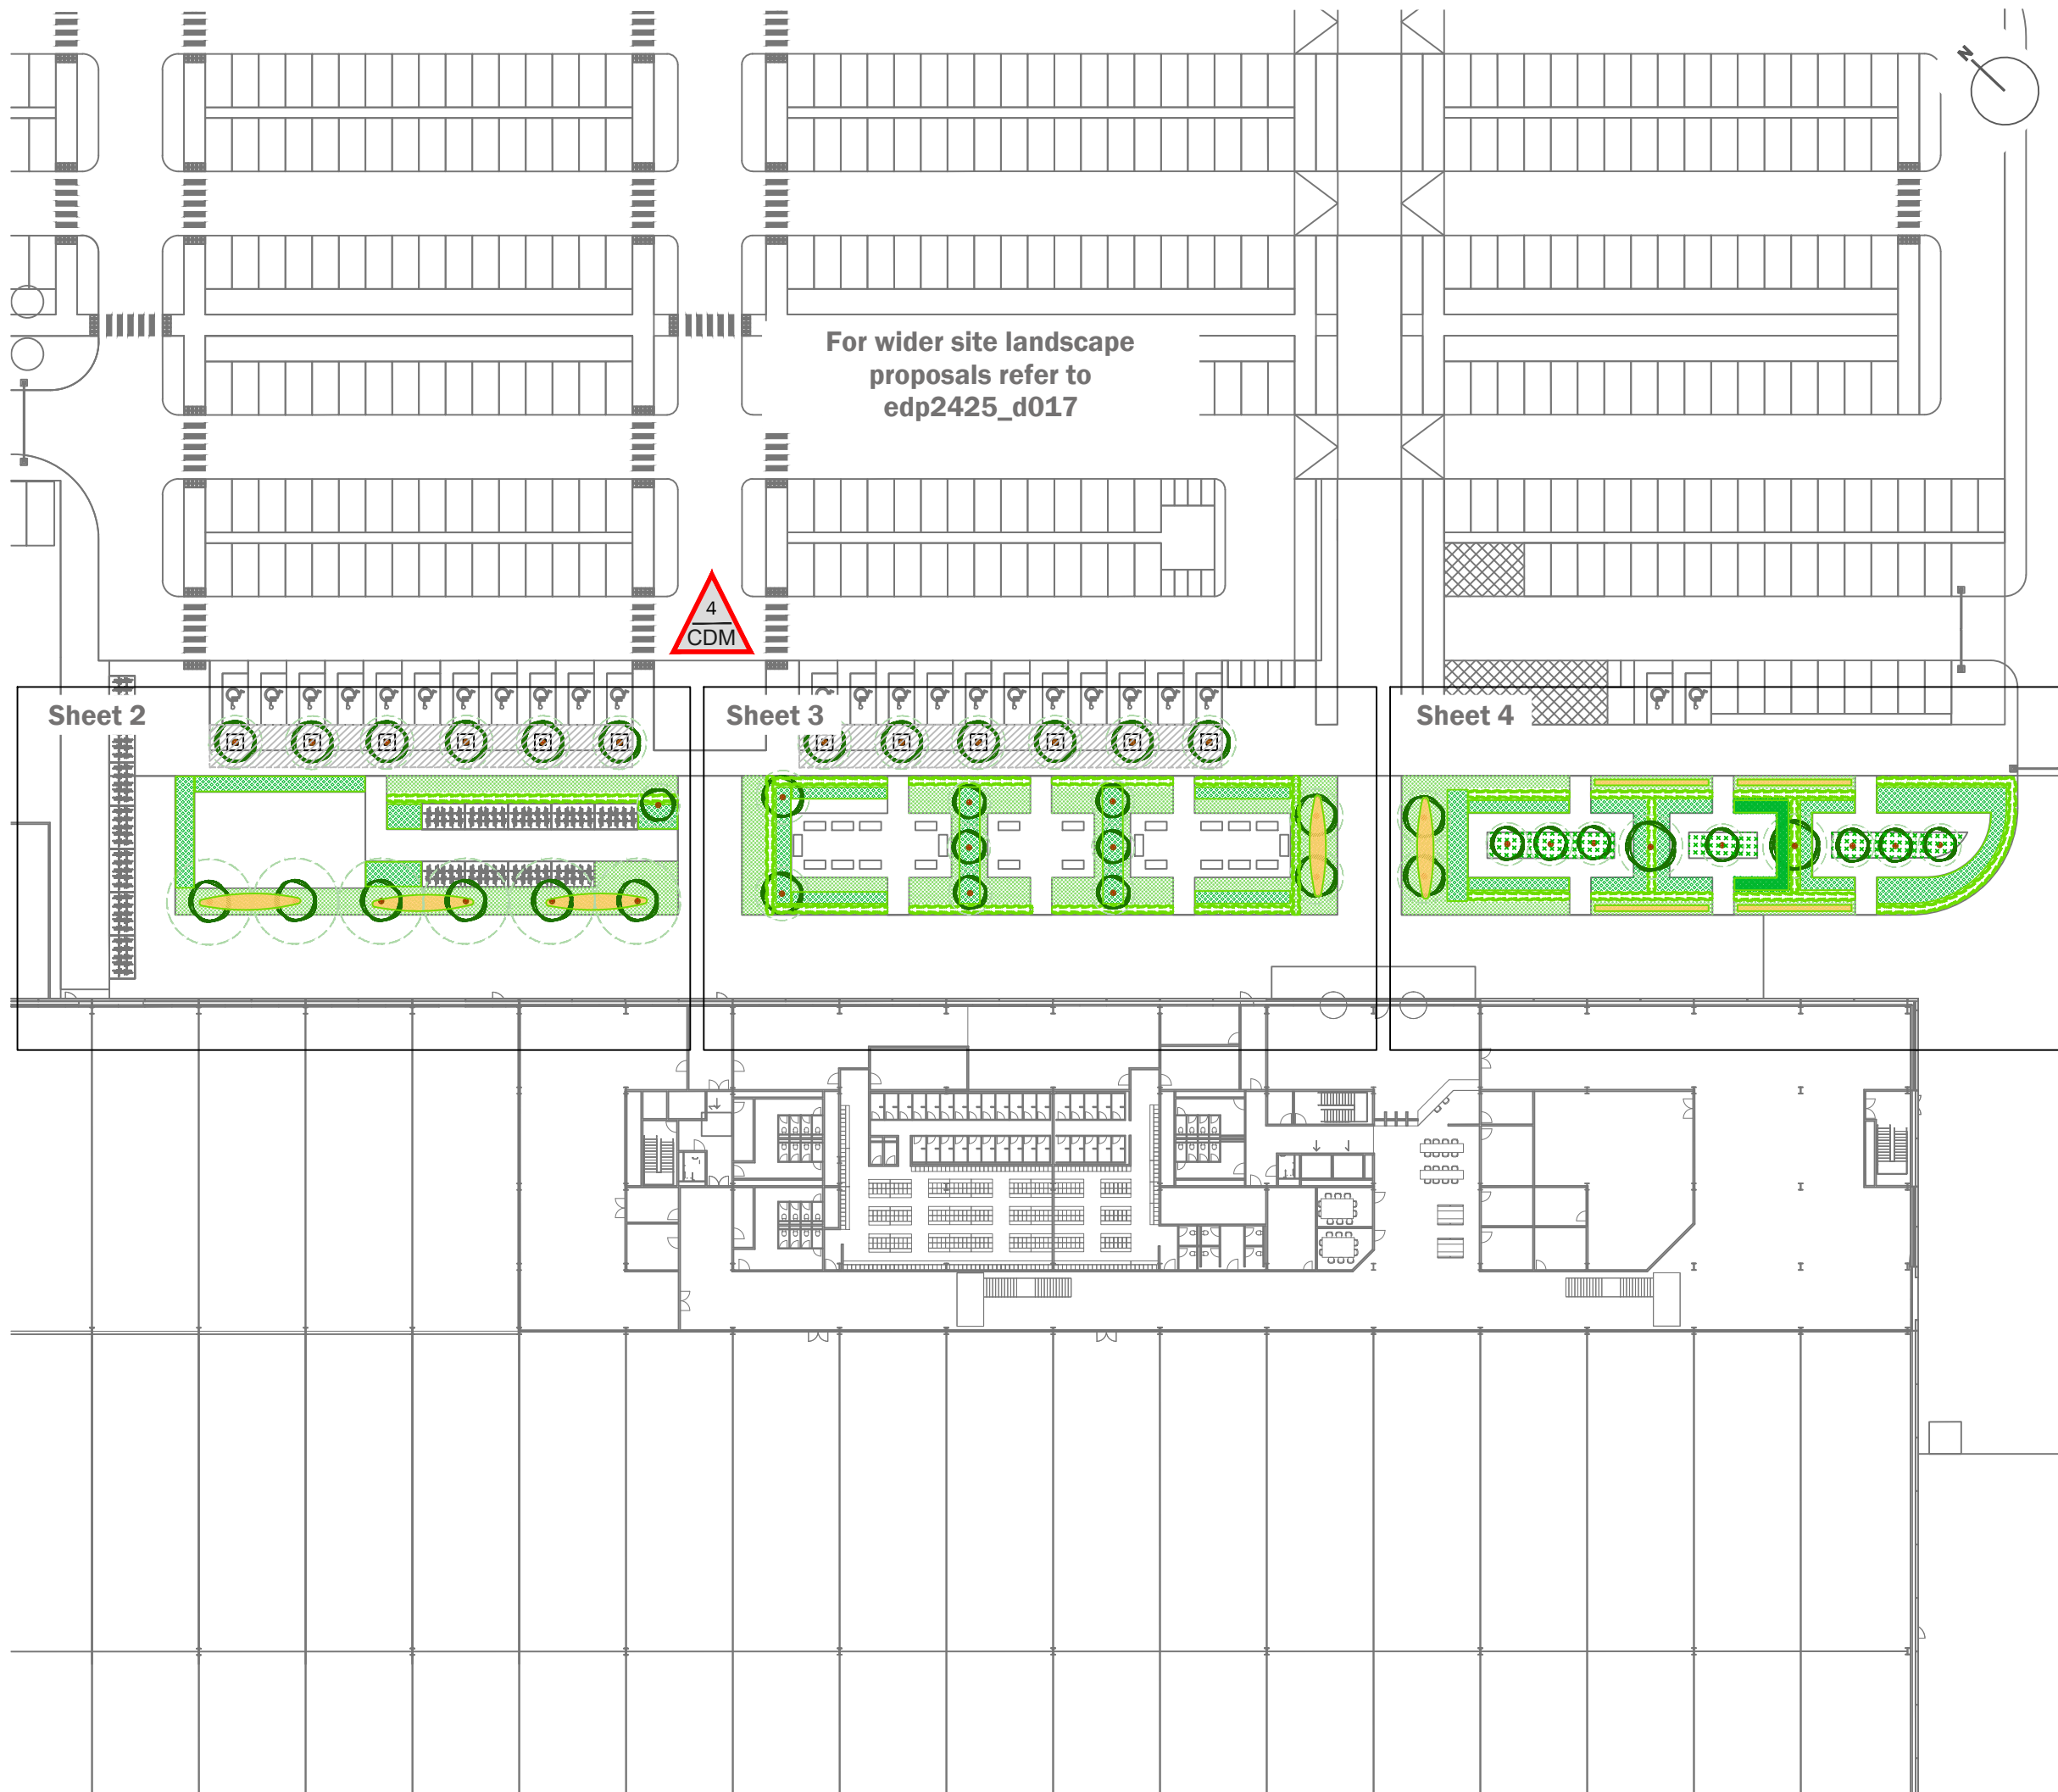 N
For wider site landscape
proposals refer to
edp2425_d017
4
CDM
Sheet 2
Sheet 3
Sheet 4